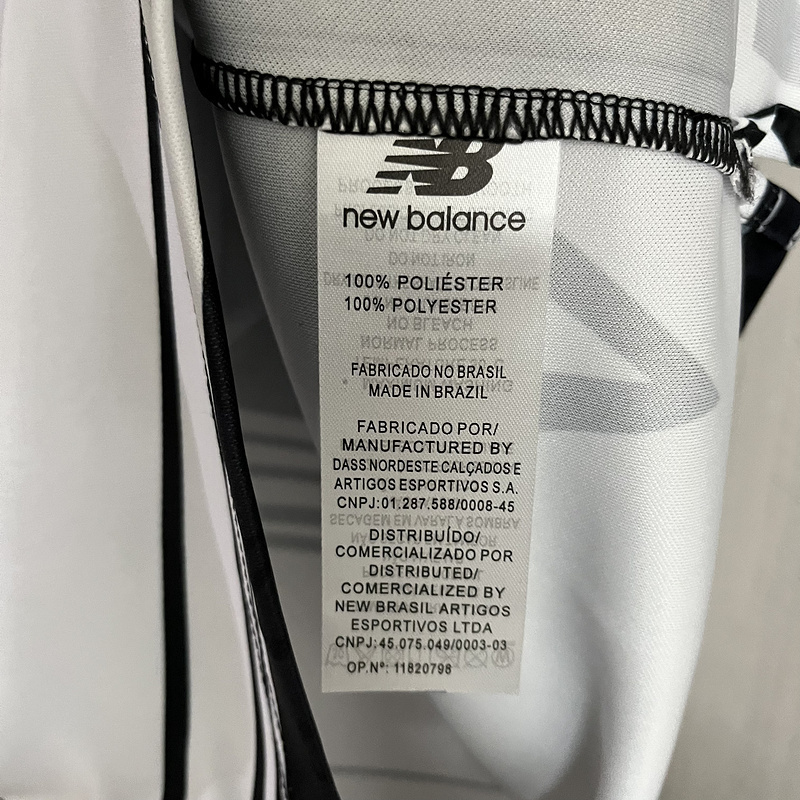 NB
new balance
100% POLIÉSTER
100% POLYESTER
FABRICADO NO BRASIL
MADE IN BRAZIL
FABRICADO POR/
MANUFACTURED BY
DASS NORDESTE CALÇADOS E
ARTIGOS ESPORTIVOS S.A.
CNPJ:01.287.588/0008-45
DISTRIBUÍDO/
COMERCIALIZADO POR
DISTRIBUTED/
COMERCIALIZED BY
NEW BRASIL ARTIGOS
ESPORTIVOS LTDA
CNPJ:45.075.049/0003-03
OP.Nº: 11820798